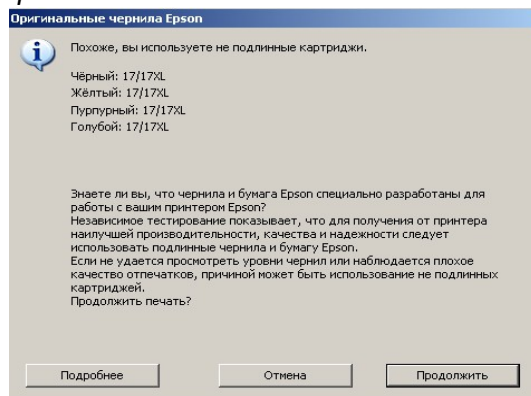 Оригинальные чернила Epson
Похоже, вы используете не подлинные картриджи.
Чёрный: 17/17XL
Жёлтый: 17/17XL
Пурпурный: 17/17XL
Голубой: 17/17XL
Знаете ли вы, что чернила и бумага Epson специально разработаны для
работы с вашим принтером Epson?
Независимое тестирование показывает, что для получения от принтера
наилучшей производительности, качества и надежности следует
использовать подлинные чернила и бумагу Epson.
Если не удается просмотреть уровни чернил или наблюдается плохое
качество отпечатков, причиной может быть использование не подлинных
картриджей.
Продолжить печать?
Подробнее
Отмена
Продолжить